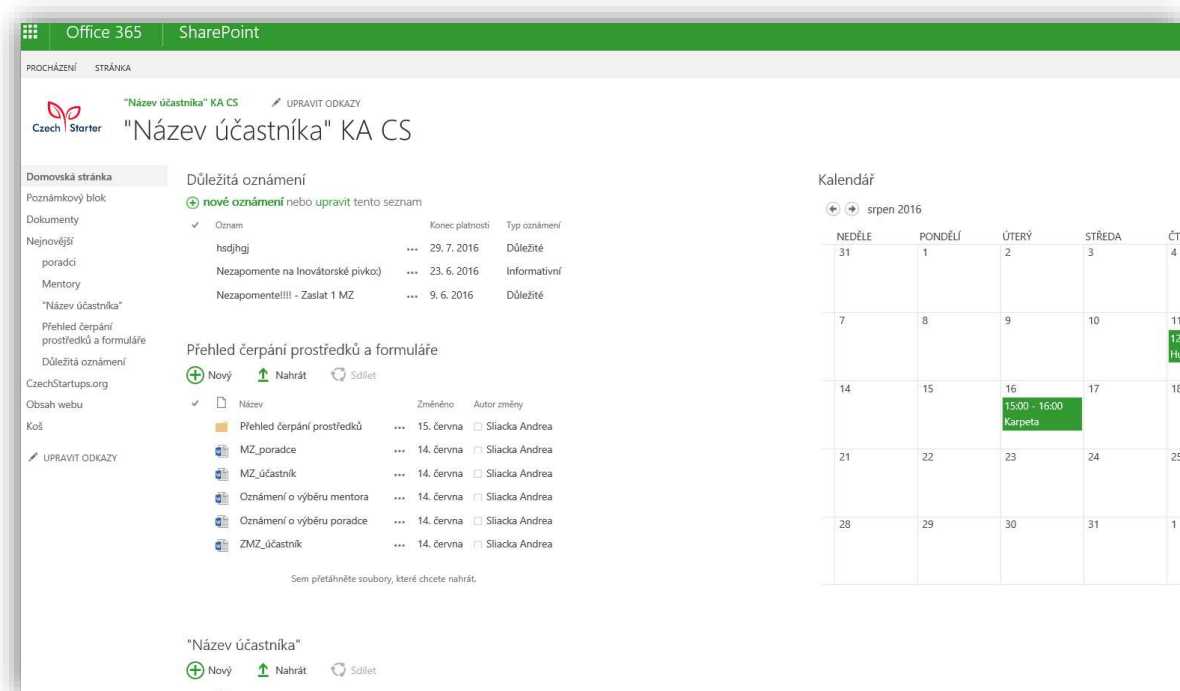 Office 365 SharePoint
PROCHÁZENÍ STRÁNKA
Czech Starter
"Název účastníka" KA CS UPRAVIT ODKAZY
"Název účastníka" KA CS
Domovská stránka
Poznámkový blok
Dokumenty
Nejnovější
poradci
Mentory
"Název účastníka"
Přehled čerpání
prostředků a formuláře
Důležitá oznámení
CzechStartups.org
Obsah webu
Koš
UPRAVIT ODKAZY
Důležitá oznámení
nové oznámení nebo upravit tento seznam
Oznam Konec platnosti Typ oznámení
hsdjhgj ... 29. 7. 2016 Důležité
Nezapomente na Inovátorské pivko:) ... 23. 6. 2016 Informativní
Nezapomente!!!! - Zaslat 1 MZ ... 9. 6. 2016 Důležité
Přehled čerpání prostředků a formuláře
Nový Nahrát Sdílet
Název Změněno Autor změny
Přehled čerpání prostředků ... 15. června Sliacka Andrea
MZ_poradce ... 14. června Sliacka Andrea
MZ_účastník ... 14. června Sliacka Andrea
Oznámení o výběru mentora ... 14. června Sliacka Andrea
Oznámení o výběru poradce ... 14. června Sliacka Andrea
ZMZ_účastník ... 14. června Sliacka Andrea
Sem přetáhněte soubory, které chcete nahrát.
"Název účastníka"
Nový Nahrát Sdílet
Kalendář
srpen 2016
NEDĚLE PONDĚLÍ ÚTERÝ STŘEDA
31 1 2 3 4
7 8 9 10 11
14 15 16 17 18
15:00 - 16:00
Karpeta
21 22 23 24 25
28 29 30 31 1